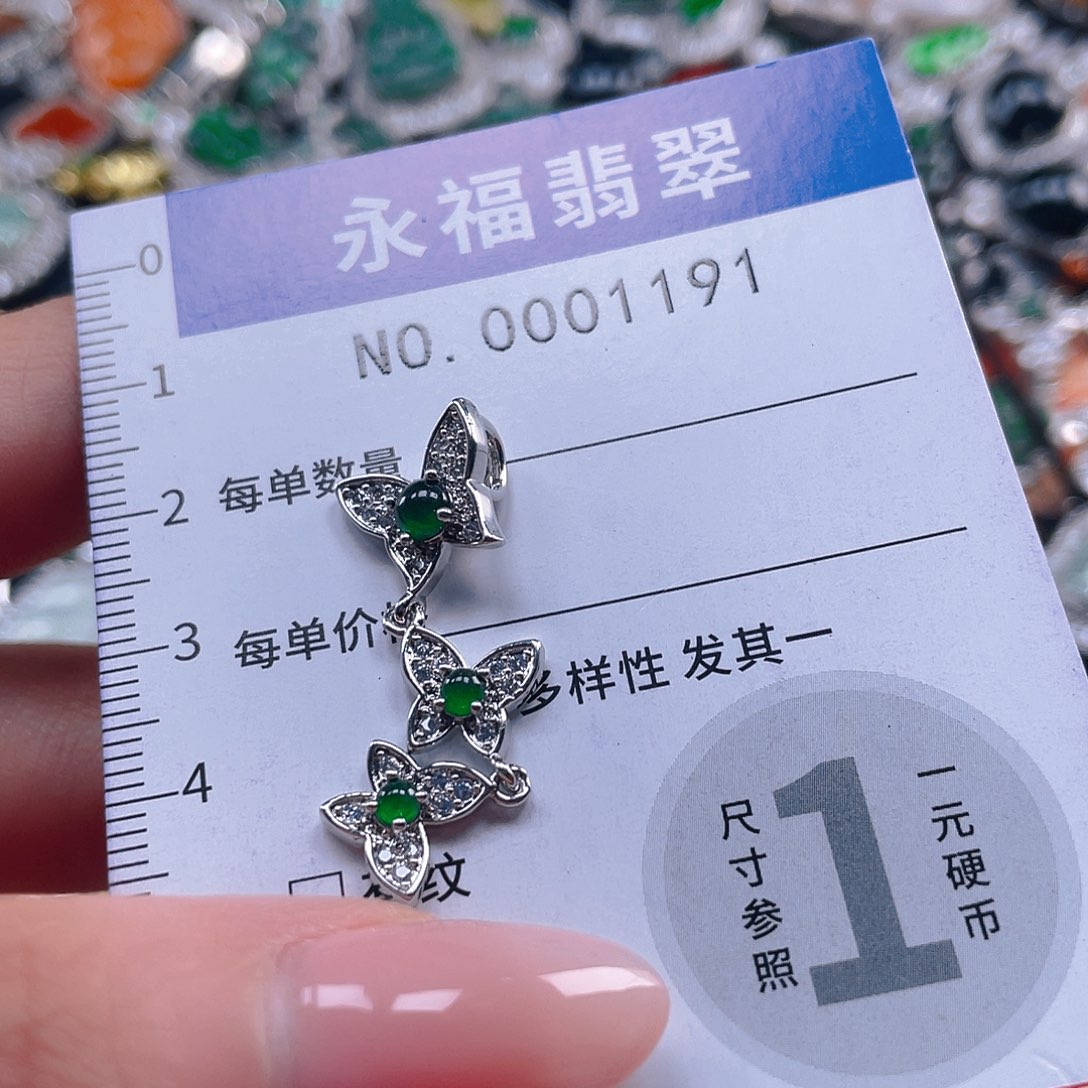 永福翡翠
NO.0001191
0
1
2
3
4
每单数量
每单价
多样性 发其一
纹
尺寸参照
1
一元硬币